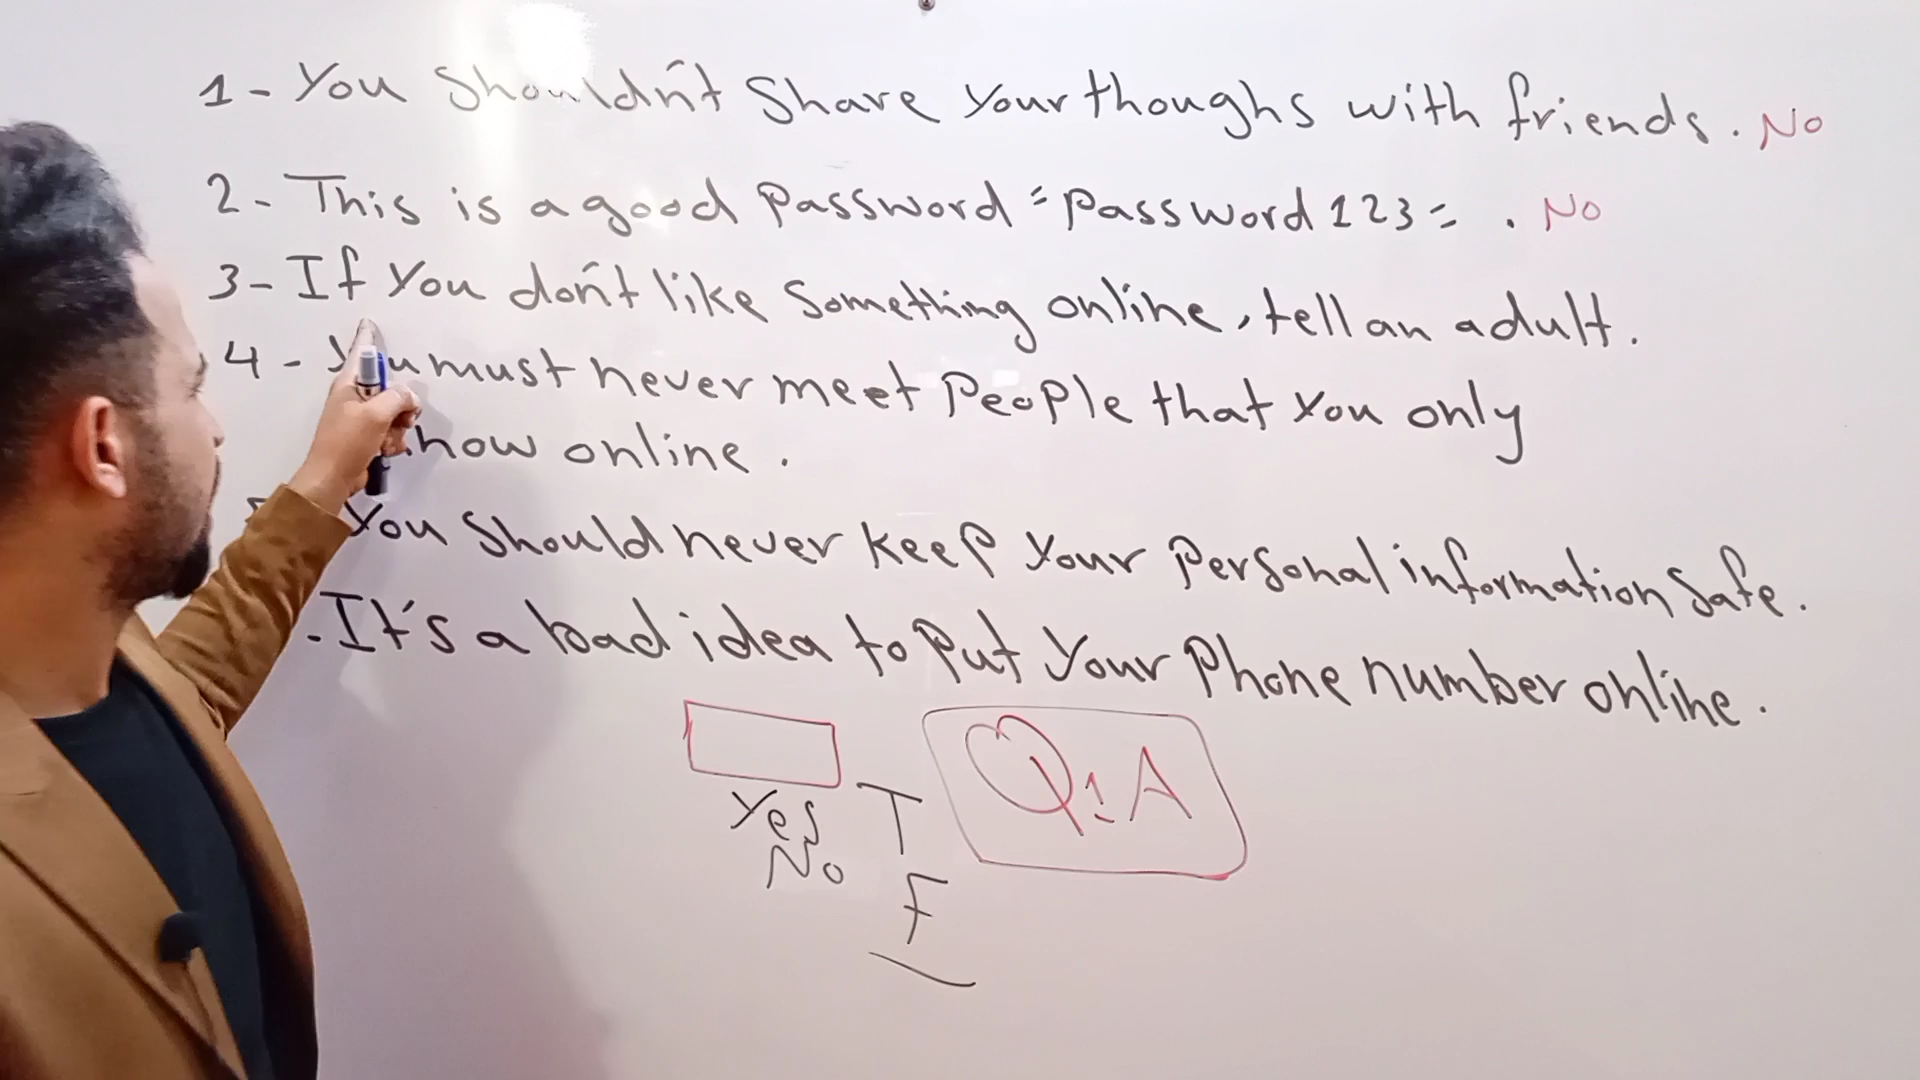 1 - You Shouldn't Share your thoughs with friends. No
2 - This is a good Password = Password 123 = . No
3 - If you don't like Something online, tell an adult.
4 - You must never meet People that you only
know online.
You should never keep your Personal information Safe.
. It's a bad idea to put your phone number online.
Yes T Q & A
No F